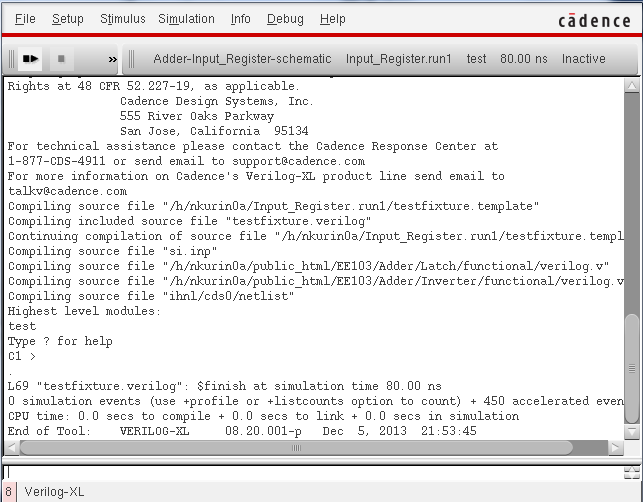 File Setup Stimulus Simulation Info Debug Help cādence
» Adder-Input_Register-schematic Input_Register.run1 test 80.00 ns Inactive
Rights at 48 CFR 52.227-19, as applicable.
Cadence Design Systems, Inc.
555 River Oaks Parkway
San Jose, California 95134
For technical assistance please contact the Cadence Response Center at
1-877-CDS-4911 or send email to support@cadence.com
For more information on Cadence's Verilog-XL product line send email to
talkv@cadence.com
Compiling source file "/h/nkurin0a/Input_Register.run1/testfixture.template"
Compiling included source file "testfixture.verilog"
Continuing compilation of source file "/h/nkurin0a/Input_Register.run1/testfixture.templ
Compiling source file "si.inp"
Compiling source file "/h/nkurin0a/public_html/EE103/Adder/Latch/functional/verilog.v"
Compiling source file "/h/nkurin0a/public_html/EE103/Adder/Inverter/functional/verilog.v
Compiling source file "ihnl/cds0/netlist"
Highest level modules:
test
Type ? for help
C1 >
.
L69 "testfixture.verilog": $finish at simulation time 80.00 ns
0 simulation events (use +profile or +listcounts option to count) + 450 accelerated even
CPU time: 0.0 secs to compile + 0.0 secs to link + 0.0 secs in simulation
End of Tool: VERILOG-XL 08.20.001-p Dec 5, 2013 21:53:45
8 Verilog-XL